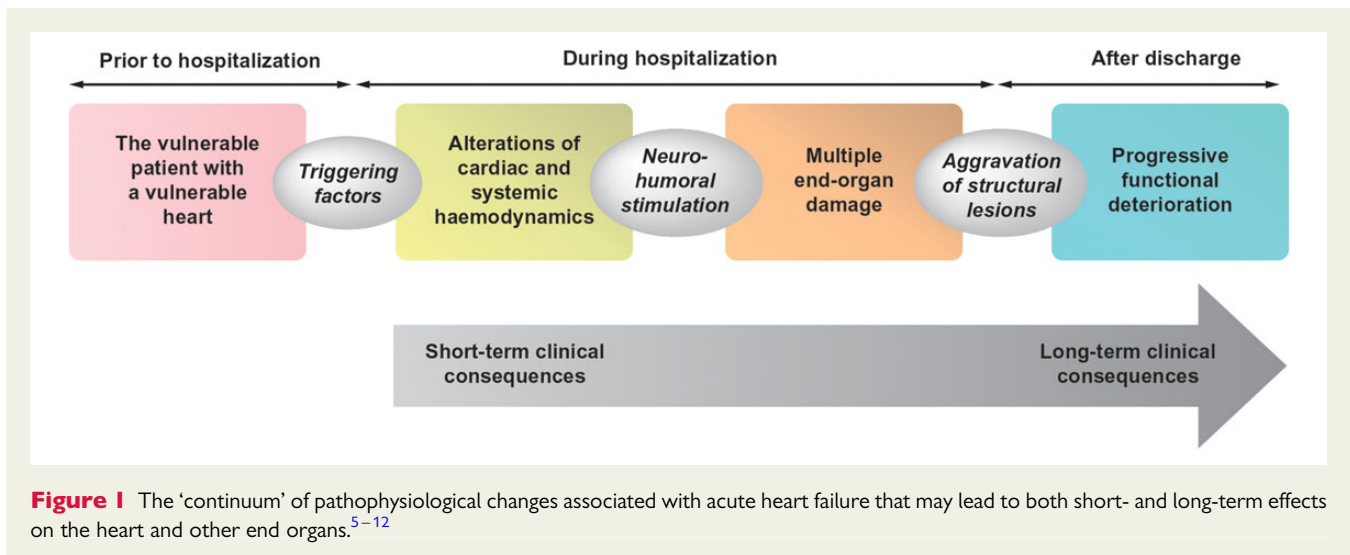 Prior to hospitalization
During hospitalization
After discharge
The vulnerable
patient with
a vulnerable
heart
Triggering
factors
Alterations of
cardiac and
systemic
haemodynamics
Neuro-
humoral
stimulation
Multiple
end-organ
damage
Aggravation
of structural
lesions
Progressive
functional
deterioration
Short-term clinical
consequences
Long-term clinical
consequences
Figure 1 The ‘continuum’ of pathophysiological changes associated with acute heart failure that may lead to both short- and long-term effects
on the heart and other end organs.5–12